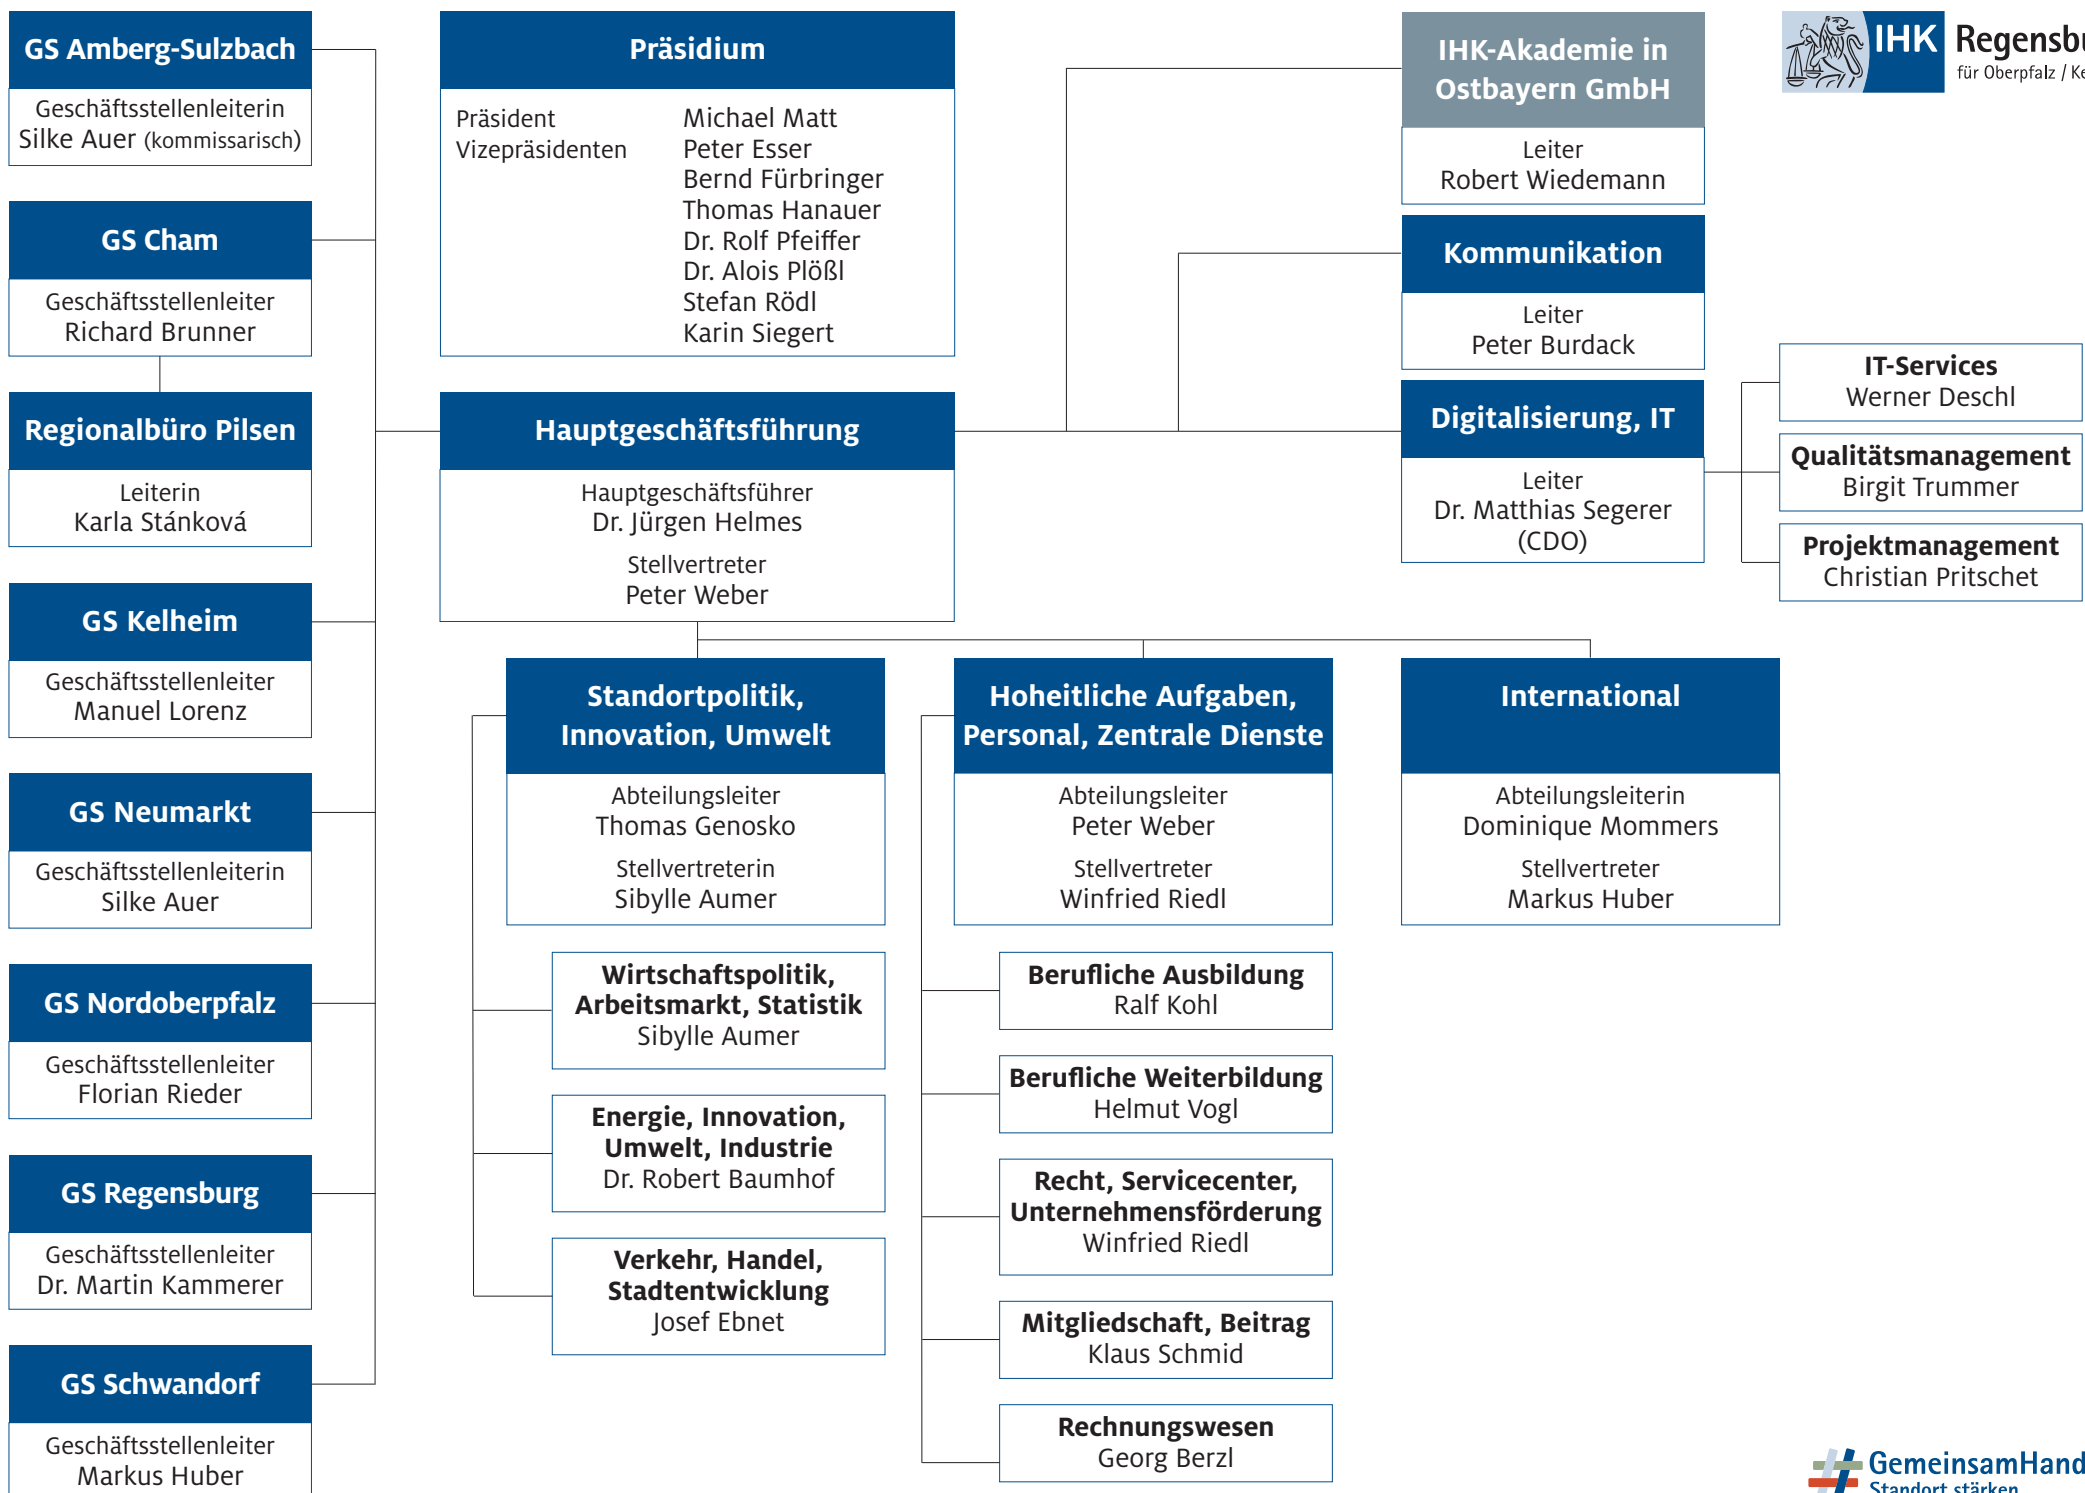 GS Amberg-Sulzbach
Geschäftsstellenleiterin
Silke Auer (kommissarisch)
GS Cham
Geschäftsstellenleiter
Richard Brunner
Regionalbüro Pilsen
Leiterin
Karla Stánková
GS Kelheim
Geschäftsstellenleiter
Manuel Lorenz
GS Neumarkt
Geschäftsstellenleiterin
Silke Auer
GS Nordoberpfalz
Geschäftsstellenleiter
Florian Rieder
GS Regensburg
Geschäftsstellenleiter
Dr. Martin Kammerer
GS Schwandorf
Geschäftsstellenleiter
Markus Huber
Präsidium
Präsident Michael Matt
Vizepräsidenten Peter Esser
Bernd Fürbringer
Thomas Hanauer
Dr. Rolf Pfeiffer
Dr. Alois Plößl
Stefan Rödl
Karin Siegert
Hauptgeschäftsführung
Hauptgeschäftsführer
Dr. Jürgen Helmes
Stellvertreter
Peter Weber
IHK-Akademie in
Ostbayern GmbH
Leiter
Robert Wiedemann
Kommunikation
Leiter
Peter Burdack
Digitalisierung, IT
Leiter
Dr. Matthias Segerer
(CDO)
IHK
für Oberpfalz /
IT-Services
Werner Deschl
Qualitätsmanagement
Birgit Trummer
Projektmanagement
Christian Pritschet
Standortpolitik,
Innovation, Umwelt
Abteilungsleiter
Thomas Genosko
Stellvertreterin
Sibylle Aumer
Wirtschaftspolitik,
Arbeitsmarkt, Statistik
Sibylle Aumer
Energie, Innovation,
Umwelt, Industrie
Dr. Robert Baumhof
Verkehr, Handel,
Stadtentwicklung
Josef Ebnet
Hoheitliche Aufgaben,
Personal, Zentrale Dienste
Abteilungsleiter
Peter Weber
Stellvertreter
Winfried Riedl
Berufliche Ausbildung
Ralf Kohl
Berufliche Weiterbildung
Helmut Vogl
Recht, Servicecenter,
Unternehmensförderung
Winfried Riedl
Mitgliedschaft, Beitrag
Klaus Schmid
Rechnungswesen
Georg Berzl
International
Abteilungsleiterin
Dominique Mommers
Stellvertreter
Markus Huber
#GemeinsamHand
Standort stärken